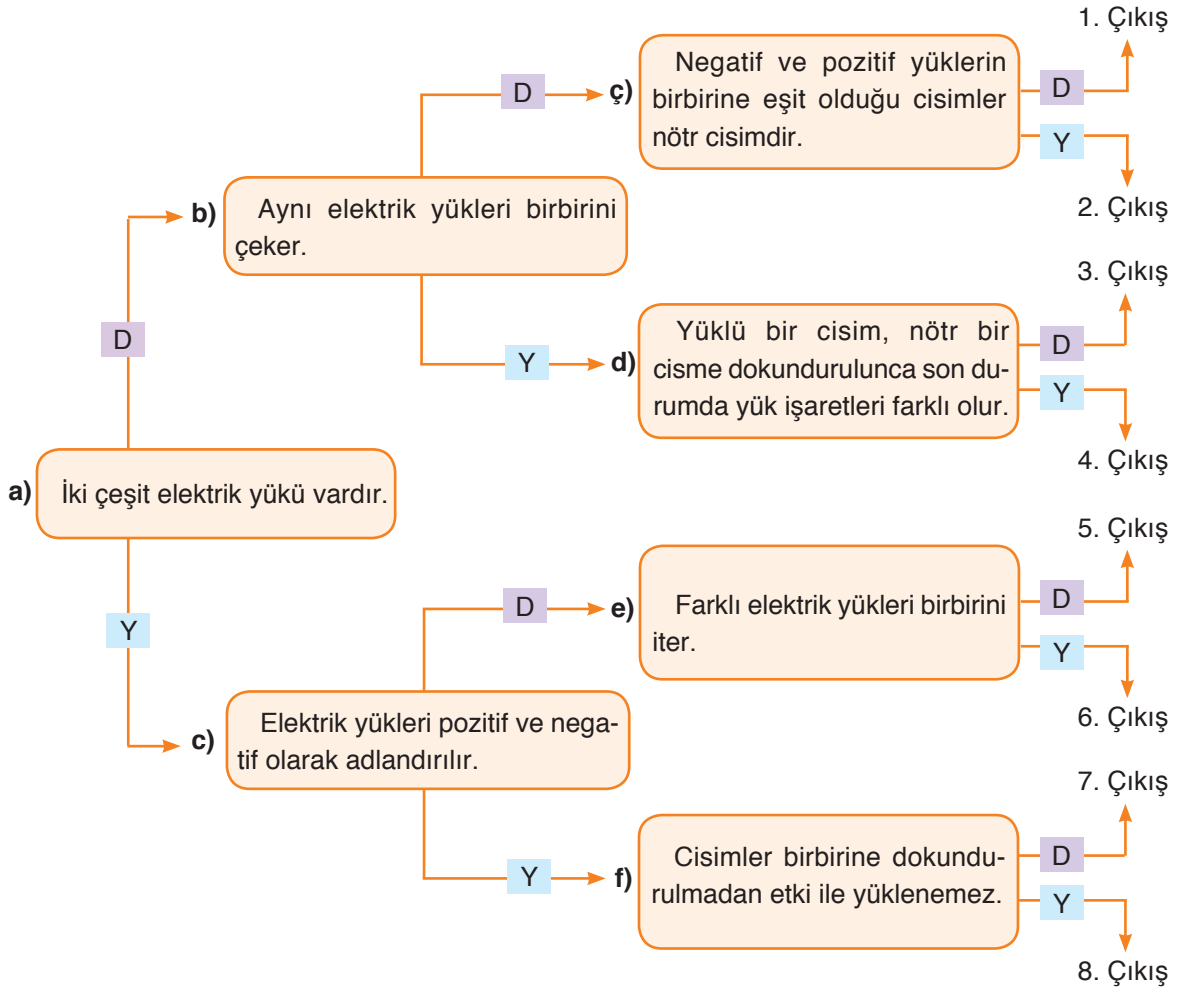 a)
İki çeşit elektrik yükü vardır.
D
Y
b)
Aynı elektrik yükleri birbirini
çeker.
D
Y
c)
Elektrik yükleri pozitif ve nega-
tif olarak adlandırılır.
D
Y
ç)
Negatif ve pozitif yüklerin
birbirine eşit olduğu cisimler
nötr cisimdir.
D
Y
1. Çıkış
2. Çıkış
d)
Yüklü bir cisim, nötr bir
cisme dokundurulunca son du-
rumda yük işaretleri farklı olur.
D
Y
3. Çıkış
4. Çıkış
e)
Farklı elektrik yükleri birbirini
iter.
D
Y
5. Çıkış
6. Çıkış
f)
Cisimler birbirine dokundu-
rulmadan etki ile yüklenemez.
D
Y
7. Çıkış
8. Çıkış